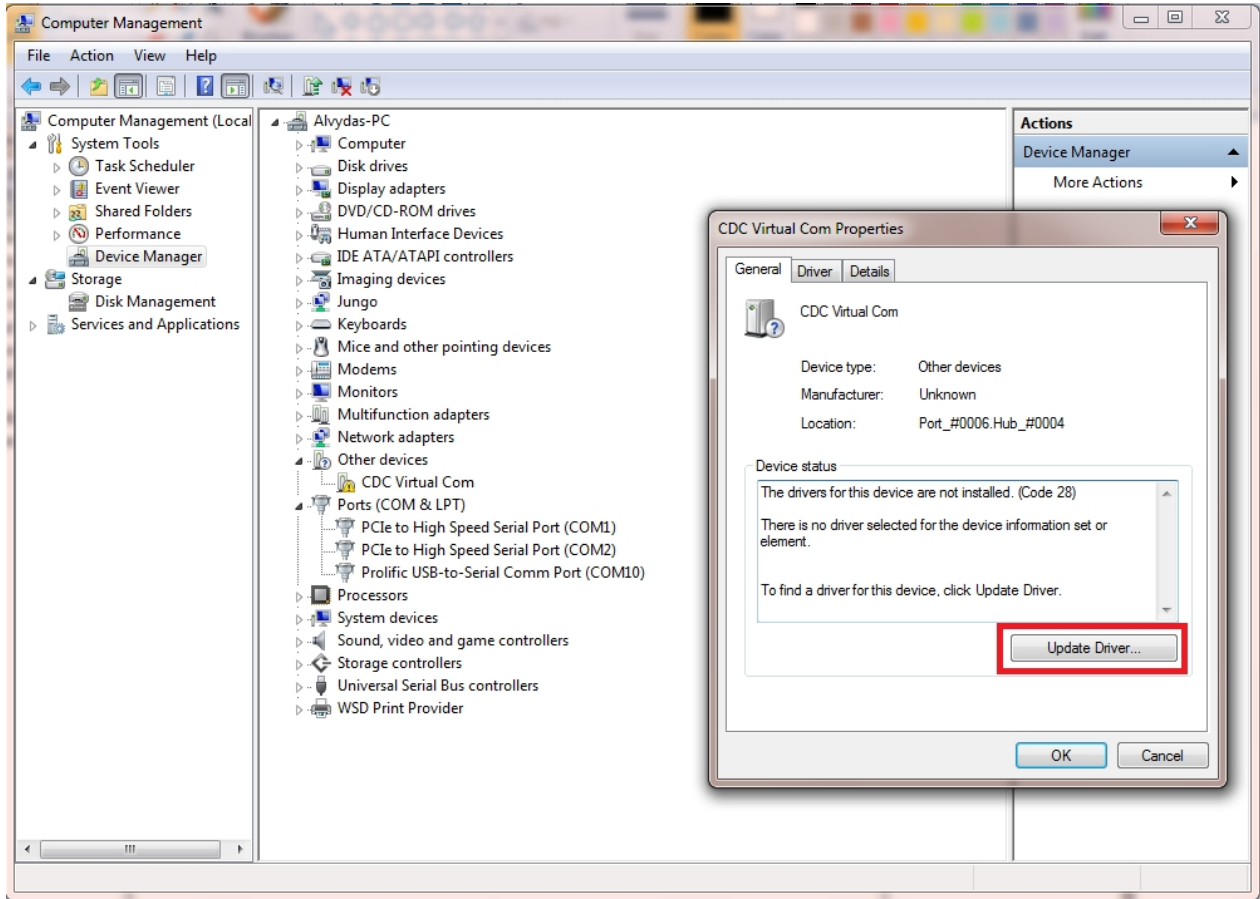 Computer Management
File Action View Help
Computer Management (Local
System Tools
Task Scheduler
Event Viewer
Shared Folders
Performance
Device Manager
Storage
Disk Management
Services and Applications
Alvydas-PC
Computer
Disk drives
Display adapters
DVD/CD-ROM drives
Human Interface Devices
IDE ATA/ATAPI controllers
Imaging devices
Jungo
Keyboards
Mice and other pointing devices
Modems
Monitors
Multifunction adapters
Network adapters
Other devices
CDC Virtual Com
Ports (COM & LPT)
PCIe to High Speed Serial Port (COM1)
PCIe to High Speed Serial Port (COM2)
Prolific USB-to-Serial Comm Port (COM10)
Processors
System devices
Sound, video and game controllers
Storage controllers
Universal Serial Bus controllers
WSD Print Provider
Actions
Device Manager
More Actions
CDC Virtual Com Properties
General Driver Details
CDC Virtual Com
Device type: Other devices
Manufacturer: Unknown
Location: Port_#0006.Hub_#0004
Device status
The drivers for this device are not installed. (Code 28)
There is no driver selected for the device information set or
element.
To find a driver for this device, click Update Driver.
Update Driver...
OK Cancel